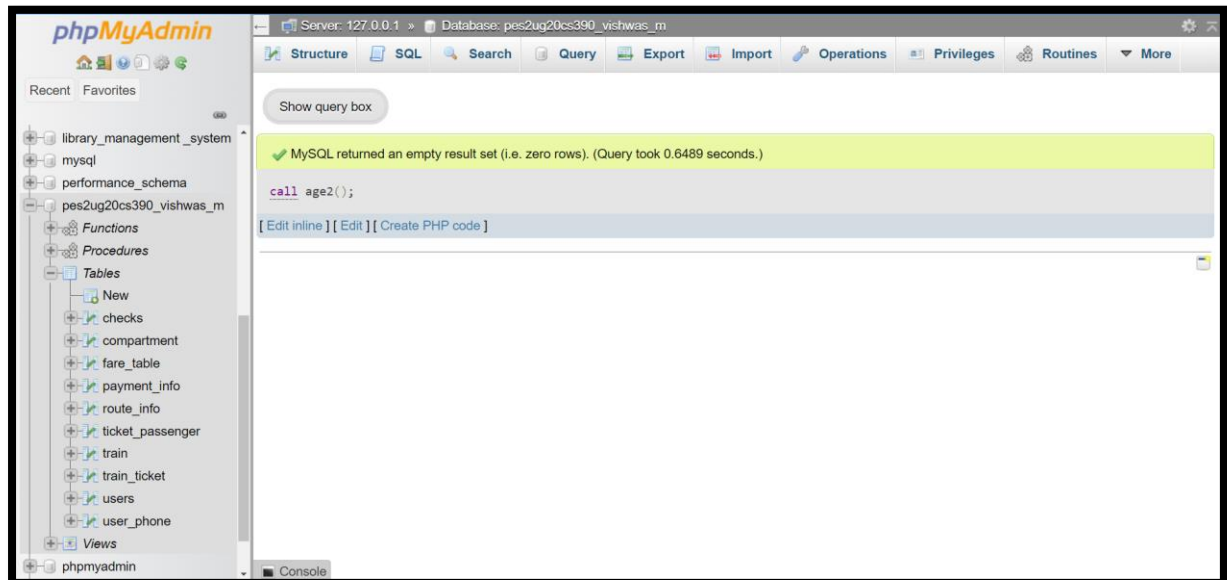 phpMyAdmin
Recent Favorites
library_management _system
mysql
performance_schema
pes2ug20cs390_vishwas_m
Functions
Procedures
Tables
New
checks
compartment
fare_table
payment_info
route_info
ticket_passenger
train
train_ticket
users
user_phone
Views
phpmyadmin
Server: 127.0.0.1 » Database: pes2ug20cs390_vishwas_m
Structure SQL Search Query Export Import Operations Privileges Routines More
Show query box
MySQL returned an empty result set (i.e. zero rows). (Query took 0.6489 seconds.)
call age2();
[ Edit inline ] [ Edit ] [ Create PHP code ]
Console